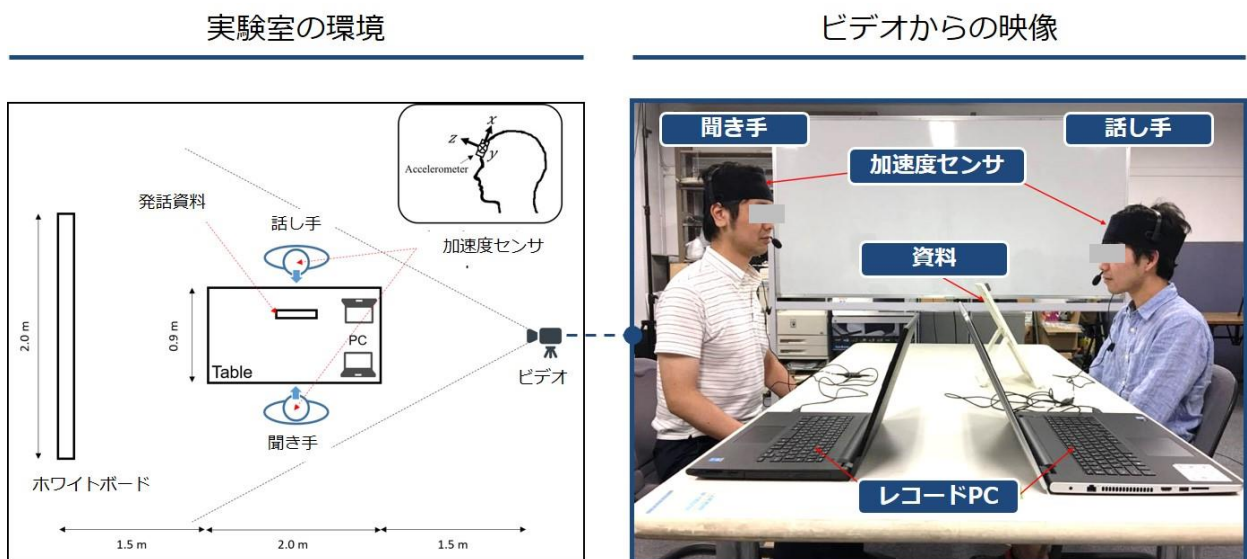 実験室の環境
ビデオからの映像
x
z
y
Accelerometer
発話資料
話し手
加速度センサ
2.0 m
0.9 m
PC
Table
ビデオ
聞き手
ホワイトボード
1.5 m
2.0 m
1.5 m
聞き手
話し手
加速度センサ
資料
レコードPC